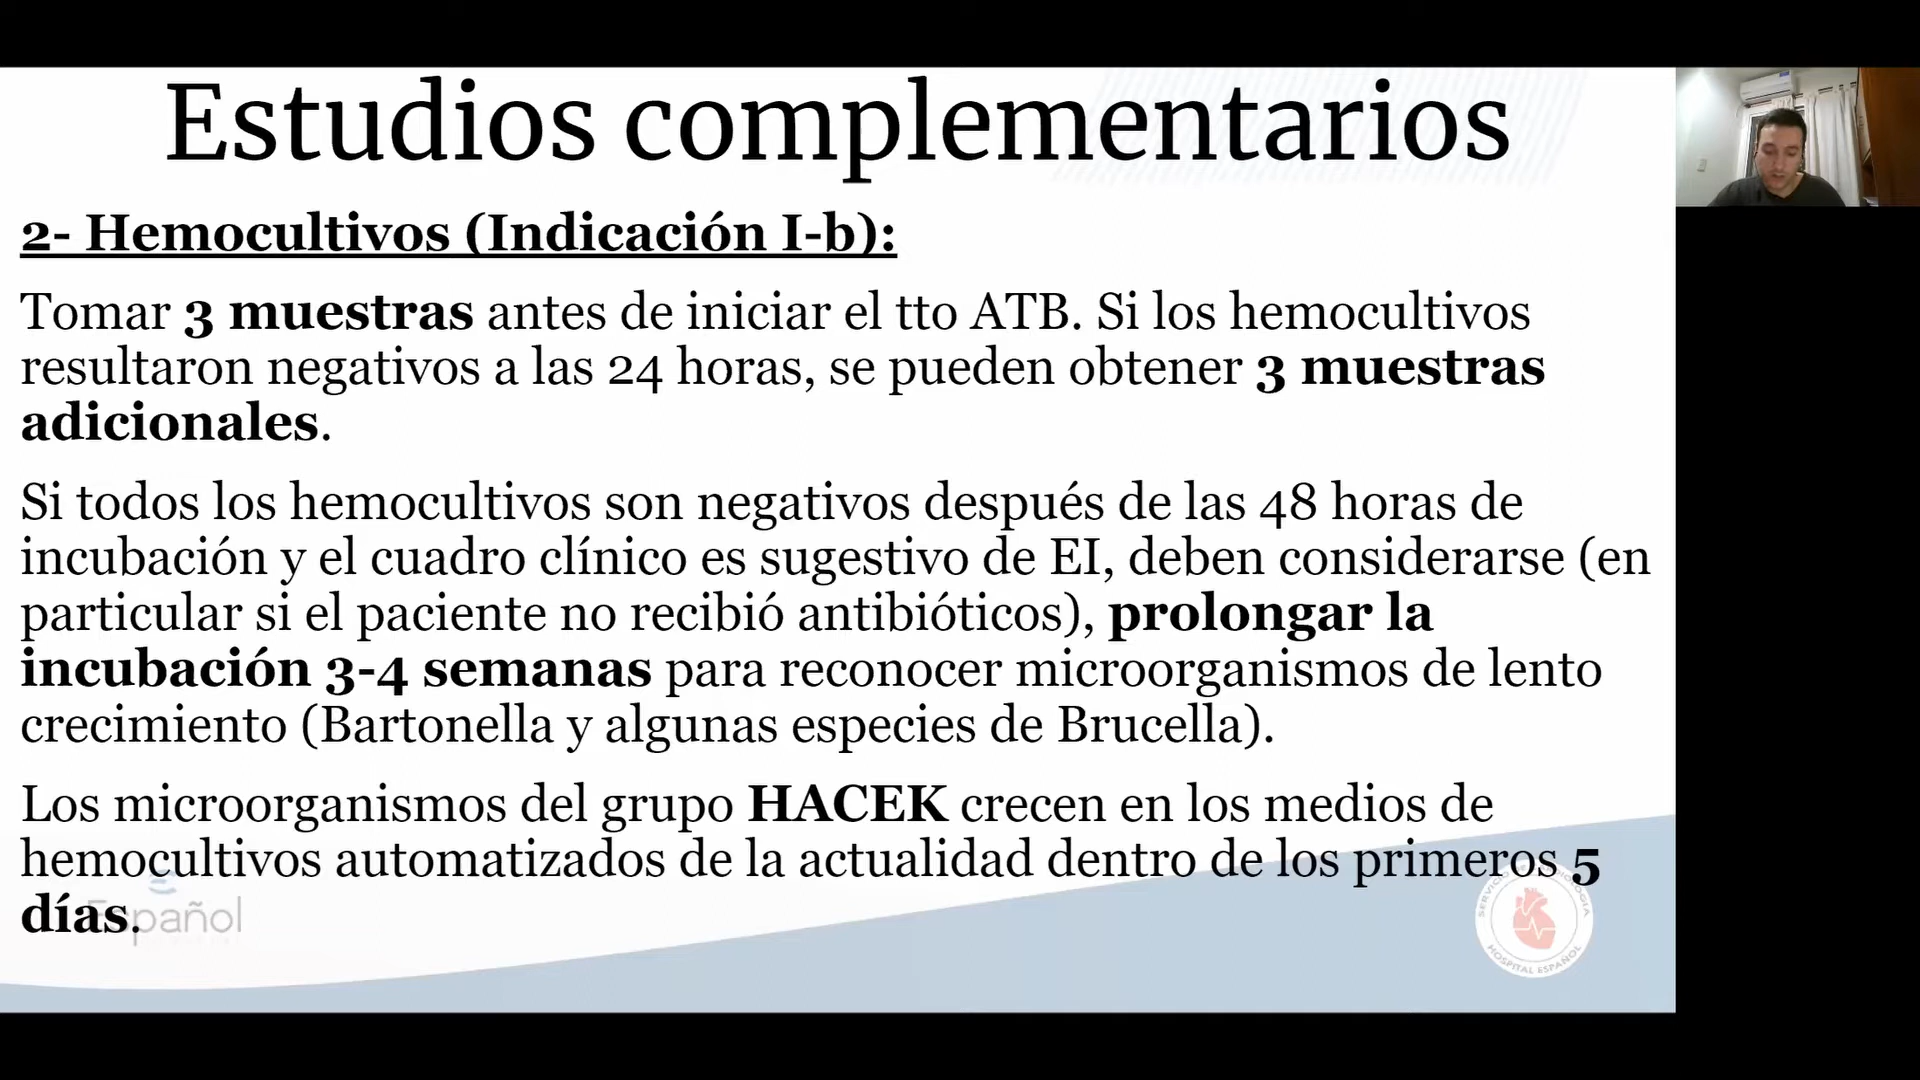 Estudios complementarios
2- Hemocultivos (Indicación I-b):
Tomar 3 muestras antes de iniciar el tto ATB. Si los hemocultivos
resultaron negativos a las 24 horas, se pueden obtener 3 muestras
adicionales.
Si todos los hemocultivos son negativos después de las 48 horas de
incubación y el cuadro clínico es sugestivo de EI, deben considerarse (en
particular si el paciente no recibió antibióticos), prolongar la
incubación 3-4 semanas para reconocer microorganismos de lento
crecimiento (Bartonella y algunas especies de Brucella).
Los microorganismos del grupo HACEK crecen en los medios de
hemocultivos automatizados de la actualidad dentro de los primeros 5
días.
Español
HOSPITAL ESPAÑOL